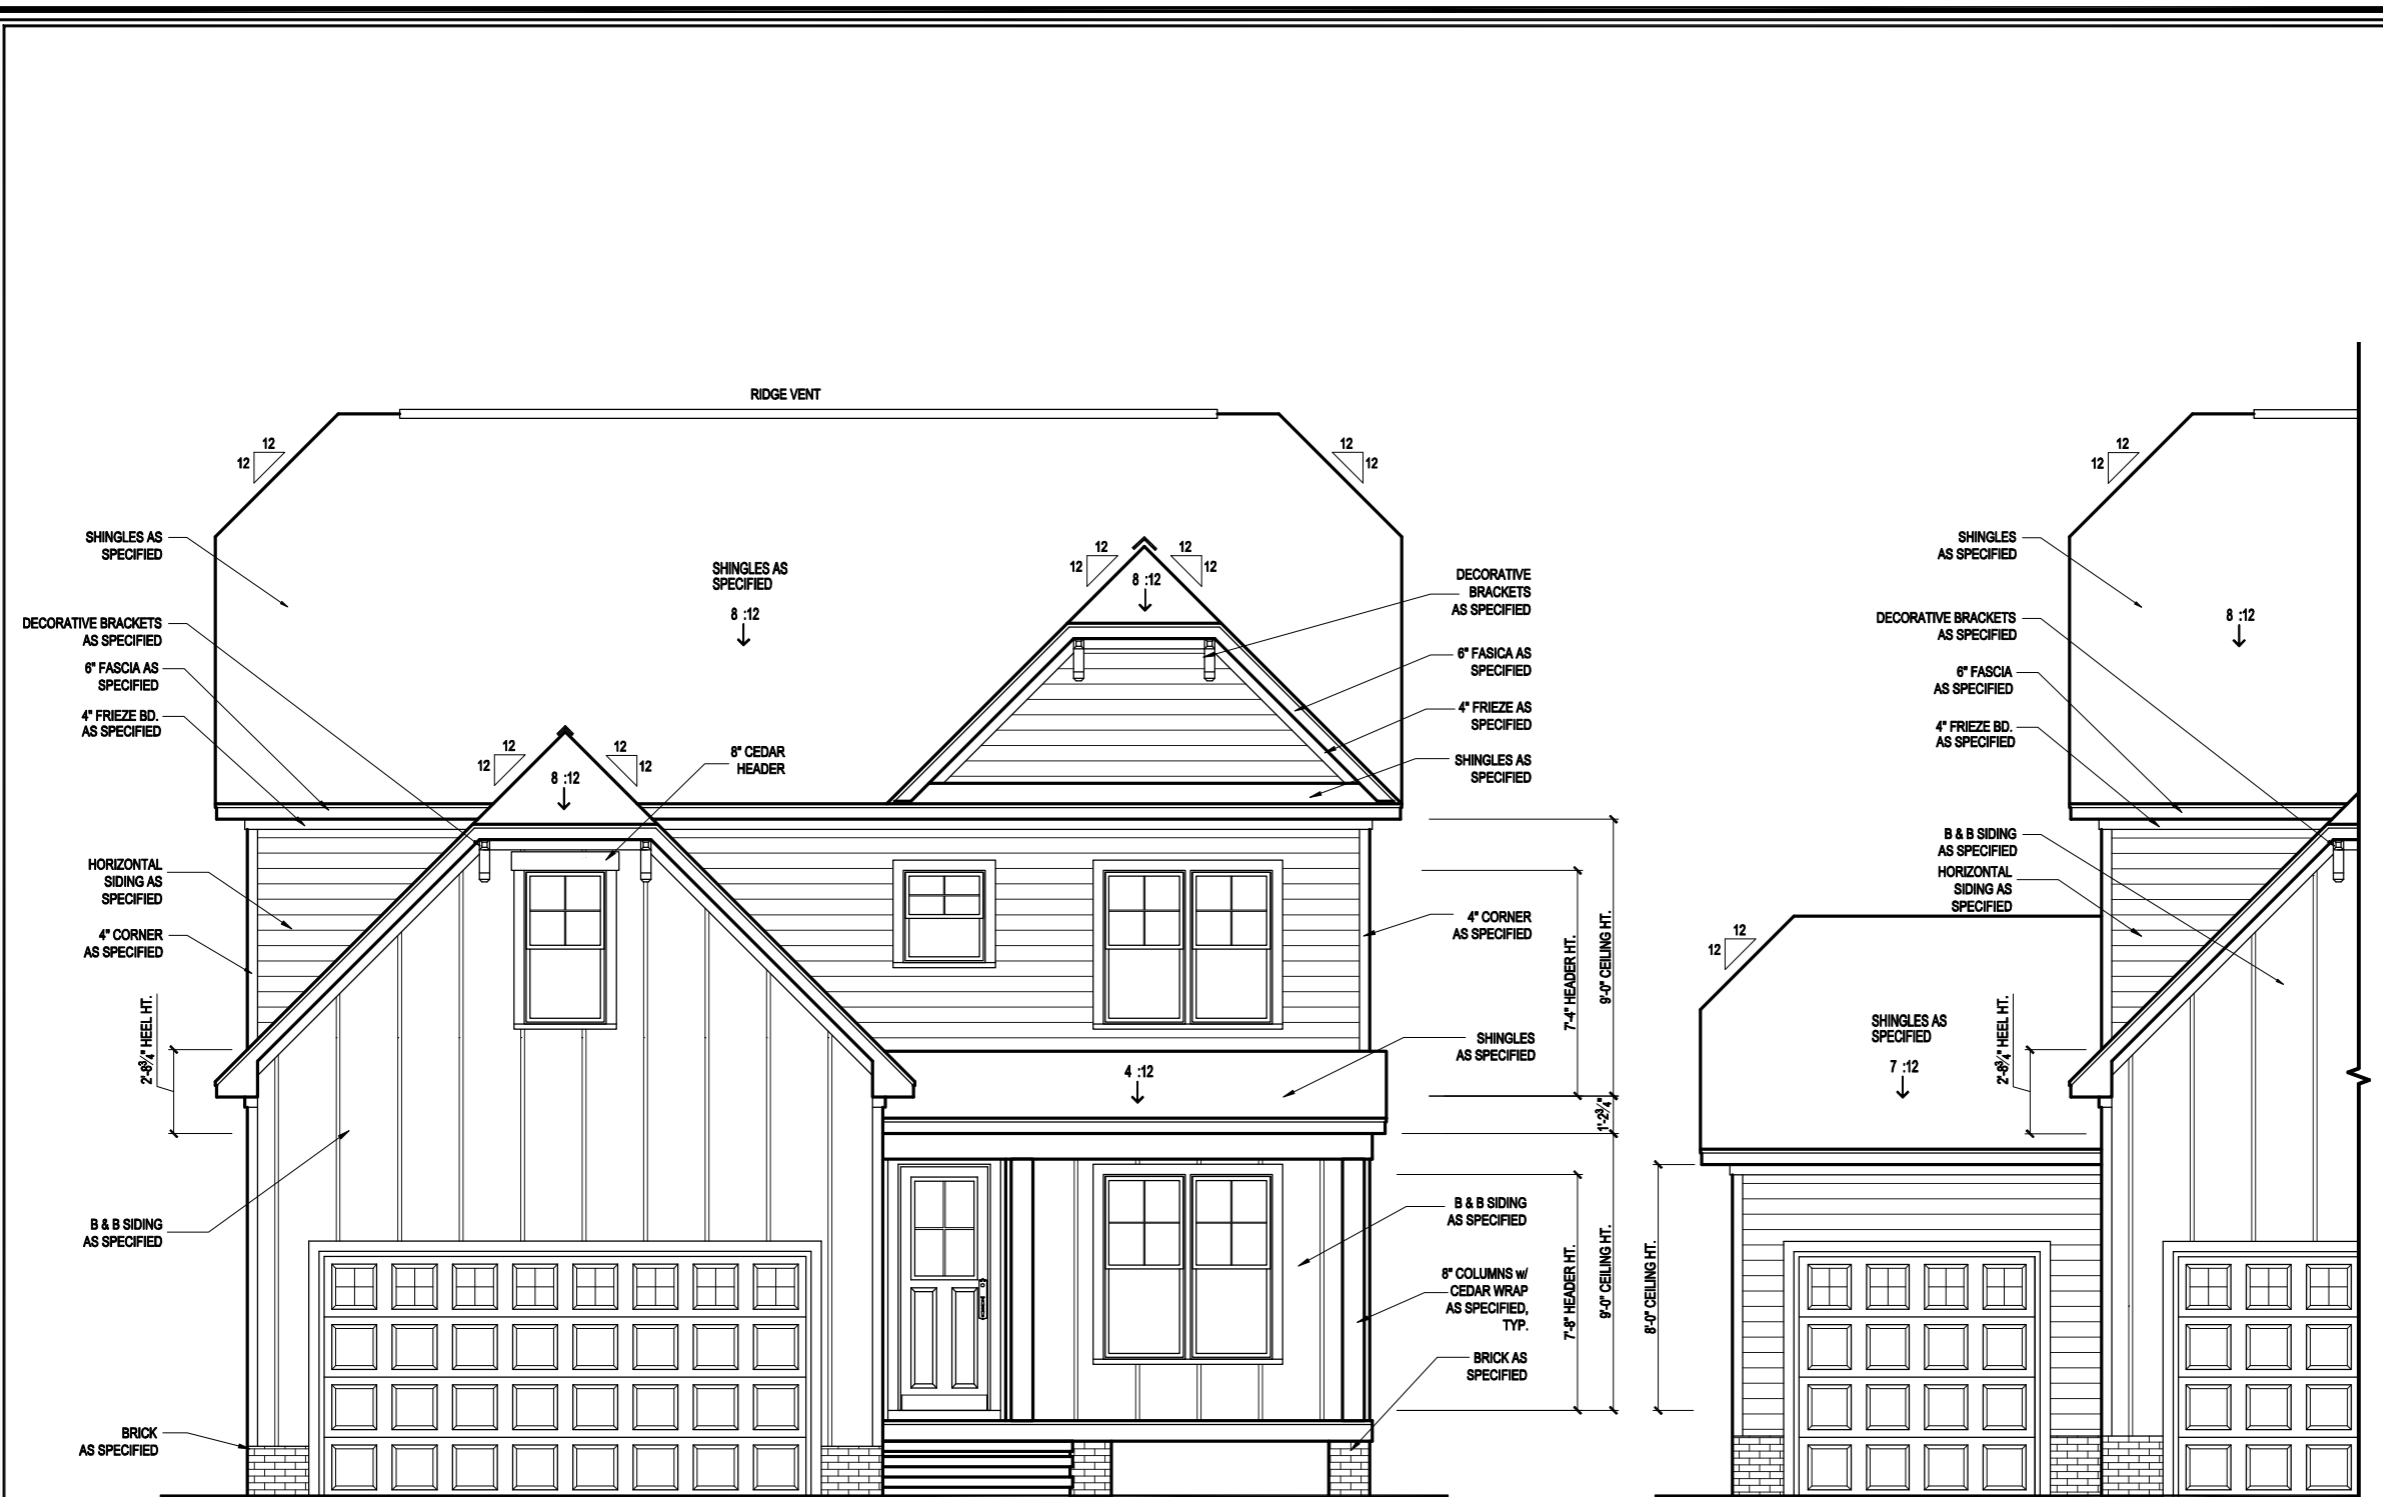 RIDGE VENT
12
12
12
12
SHINGLES AS
SPECIFIED
SHINGLES AS
SPECIFIED
8 :12
12
12
12
12
8 :12
DECORATIVE
BRACKETS
AS SPECIFIED
DECORATIVE BRACKETS
AS SPECIFIED
6" FASCIA AS
SPECIFIED
4" FRIEZE BD.
AS SPECIFIED
6" FASICA AS
SPECIFIED
4" FRIEZE AS
SPECIFIED
SHINGLES AS
SPECIFIED
12
12
12
12
8 :12
8" CEDAR
HEADER
HORIZONTAL
SIDING AS
SPECIFIED
4" CORNER
AS SPECIFIED
4" CORNER
AS SPECIFIED
2'-8¾" HEEL HT.
7'-4" HEADER HT.
9'-0" CEILING HT.
SHINGLES
AS SPECIFIED
4 :12
1'-2¾"
B & B SIDING
AS SPECIFIED
B & B SIDING
AS SPECIFIED
8" COLUMNS w/
CEDAR WRAP
AS SPECIFIED,
TYP.
7'-8" HEADER HT.
9'-0" CEILING HT.
BRICK AS
SPECIFIED
BRICK
AS SPECIFIED
12
12
SHINGLES
AS SPECIFIED
8 :12
DECORATIVE BRACKETS
AS SPECIFIED
6" FASCIA
AS SPECIFIED
4" FRIEZE BD.
AS SPECIFIED
B & B SIDING
AS SPECIFIED
HORIZONTAL
SIDING AS
SPECIFIED
12
12
SHINGLES AS
SPECIFIED
7 :12
2'-8¾" HEEL HT.
8'-0" CEILING HT.